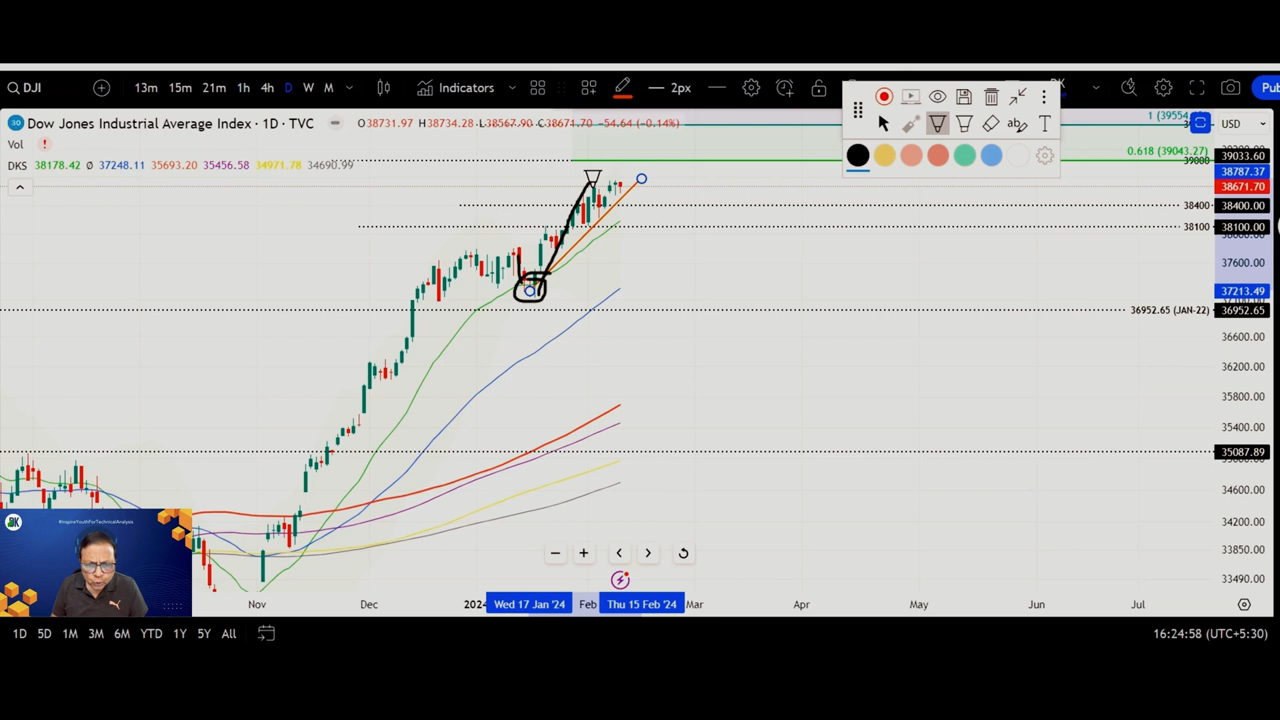 DJI 13m 15m 21m 1h 4h D W M Indicators 2px Pub
Dow Jones Industrial Average Index · 1D · TVC O38731.97 H38734.28 L38567.90 C38671.70 −54.64 (−0.14%)
Vol
DKS 38178.42 Ø 37248.11 35693.20 35456.58 34971.78 34690.99
1 (39554
USD
0.618 (39043.27)
39000
39033.60
38787.37
38671.70
38400 38400.00
38100 38100.00
37600.00
37213.49
36952.65 (JAN-22) 36952.65
36600.00
36200.00
35800.00
35400.00
35087.89
34600.00
34200.00
33850.00
33490.00
#InspireYouthForTechnicalAnalysis
Nov Dec 2024 Wed 17 Jan '24 Feb Thu 15 Feb '24 Mar Apr May Jun Jul
1D 5D 1M 3M 6M YTD 1Y 5Y All 16:24:58 (UTC+5:30)